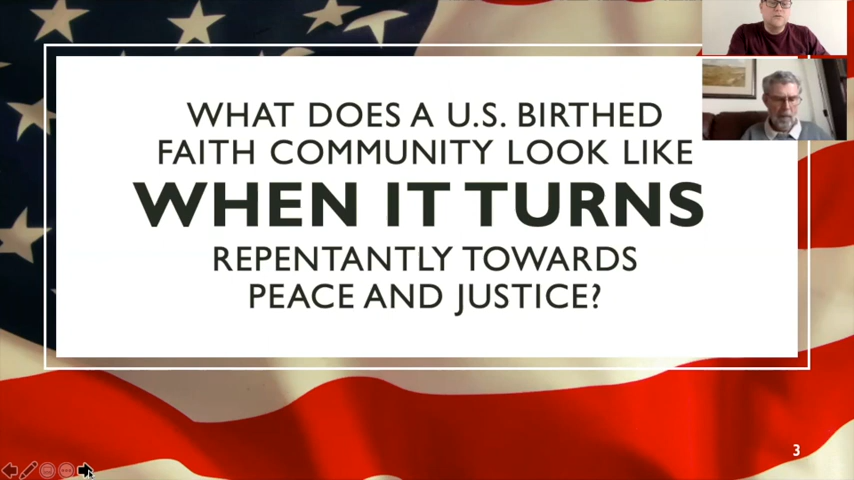 WHAT DOES A U.S. BIRTHED
FAITH COMMUNITY LOOK LIKE
WHEN IT TURNS
REPENTANTLY TOWARDS
PEACE AND JUSTICE?
3